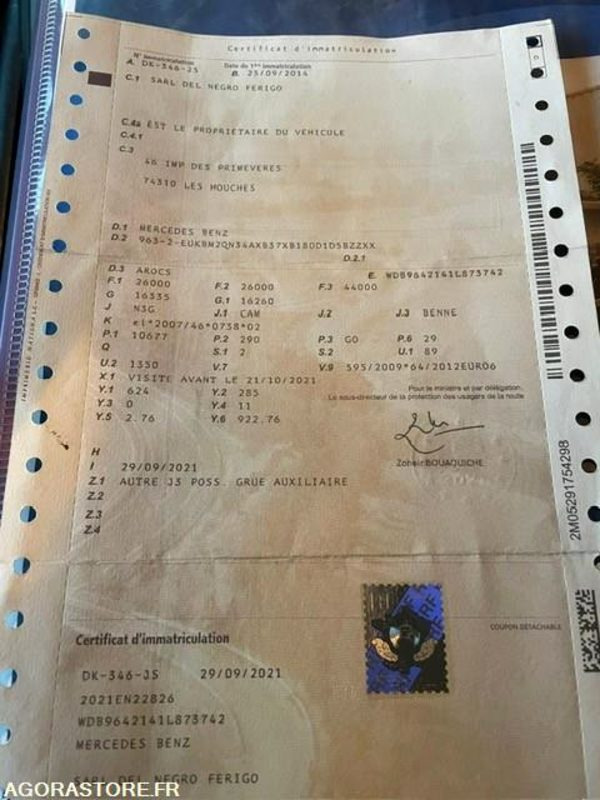 Certificat d'immatriculation
N° Immatriculation Date de 1ère immatriculation
A. DK-346-JS B. 25/09/2014
C.1 SARL DEL NEGRO FERIGO
C.4a EST LE PROPRIETAIRE DU VEHICULE
C.4.1
C.3
46 IMP DES PRIMEVERES
74310 LES HOUCHES
D.1 MERCEDES BENZ
D.2 963-2-EUKBM2QN34AXB37XB180D1D5BZZXX
D.2.1
D.3 AROCS E. WDB9642141L873742
F.1 26000 F.2 26000 F.3 44000
G 16335 G.1 16260
J N3G J.1 CAM J.2 J.3 BENNE
K e1*2007/46*0738*02
P.1 10677 P.2 290 P.3 GO P.6 29
Q S.1 2 S.2 U.1 89
U.2 1350 V.7 V.9 595/2009*64/2012EURO6
X.1 VISITE AVANT LE 21/10/2021
Y.1 624 Y.2 285
Y.3 0 Y.4 11
Y.5 2.76 Y.6 922.76
Pour le ministre et par délégation,
Le sous-directeur de la protection des usagers de la route
Zoheir BOUAOUICHE
H
I 29/09/2021
Z.1 AUTRE J3 POSS. GRUE AUXILIAIRE
Z.2
Z.3
Z.4
2M05291754298
COUPON DÉTACHABLE
Certificat d'immatriculation
DK-346-JS 29/09/2021
2021EN22826
WDB9642141L873742
MERCEDES BENZ
SARL DEL NEGRO FERIGO
AGORASTORE.FR